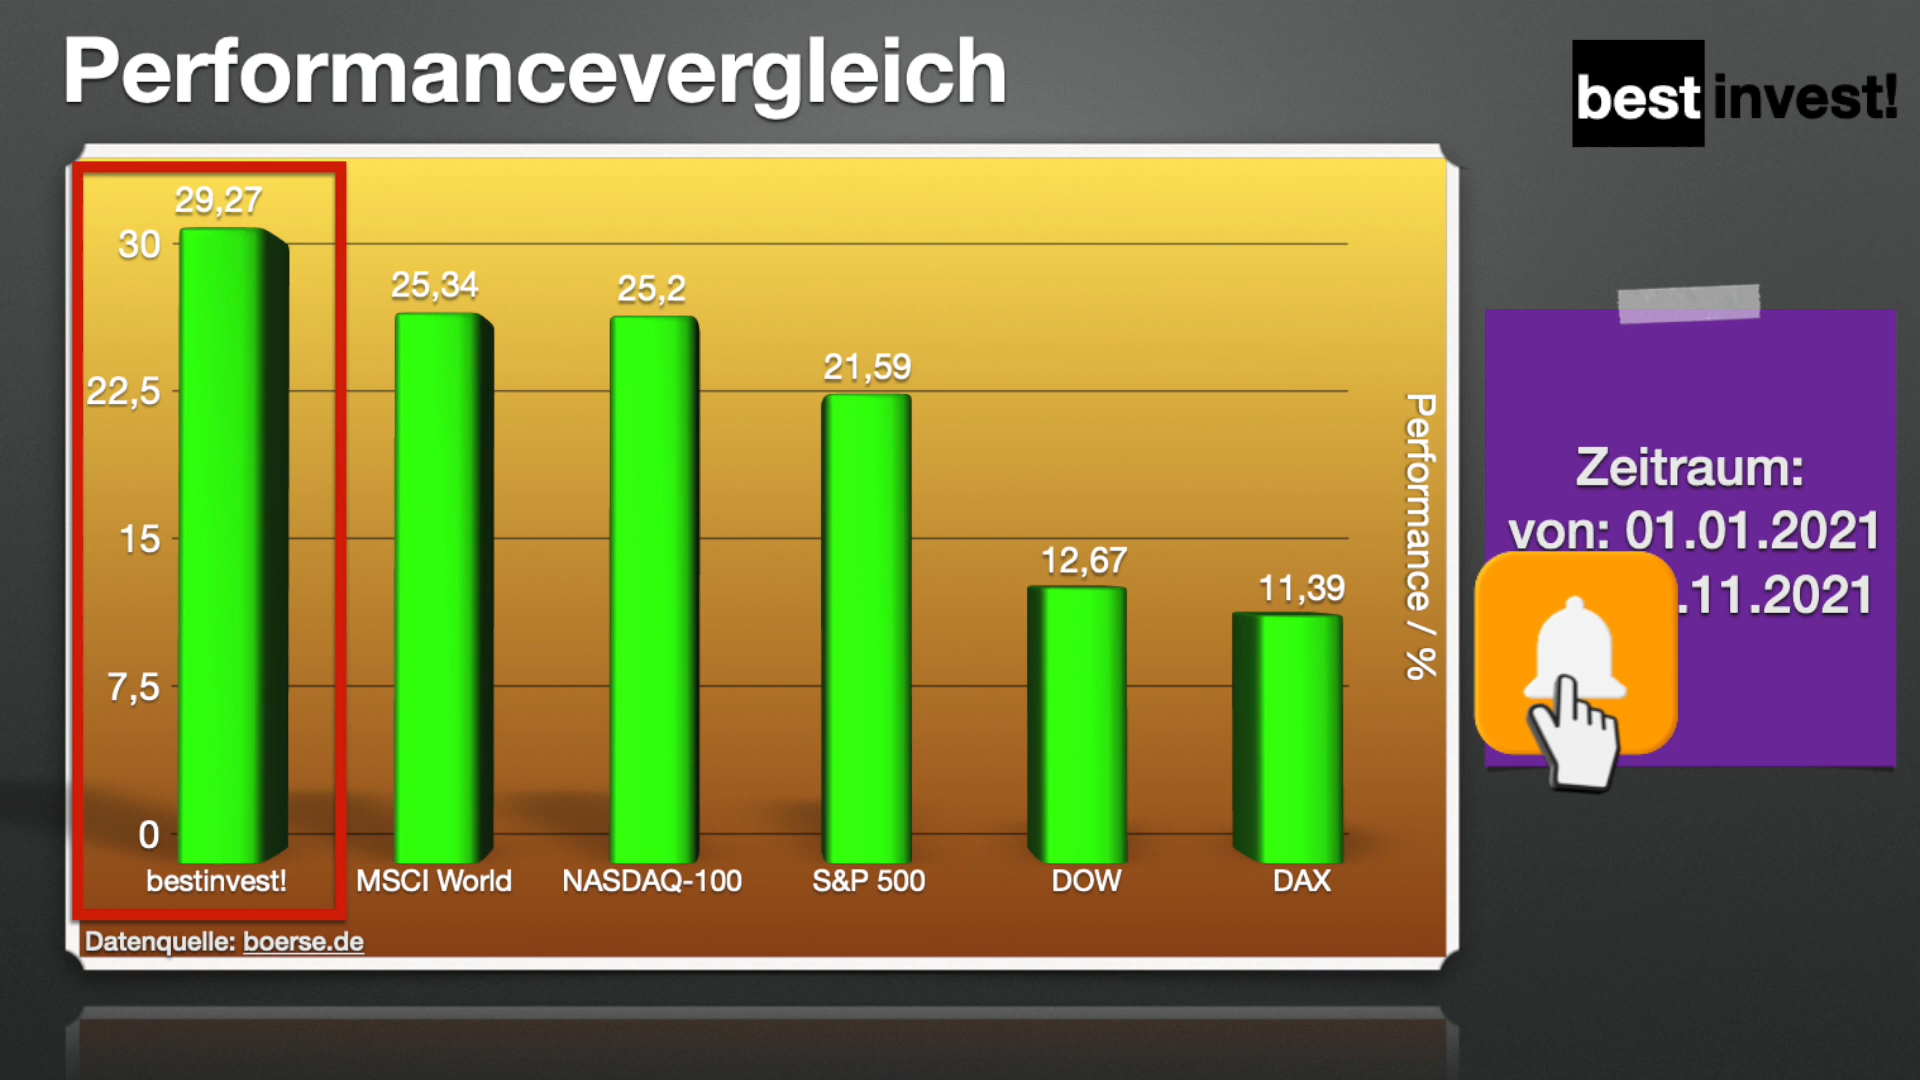 Performancevergleich
best invest!
29,27
25,34
25,2
21,59
12,67
11,39
30
22,5
15
7,5
0
Performance / %
bestinvest!
MSCI World
NASDAQ-100
S&P 500
DOW
DAX
Datenquelle: boerse.de
Zeitraum:
von: 01.01.2021
.11.2021